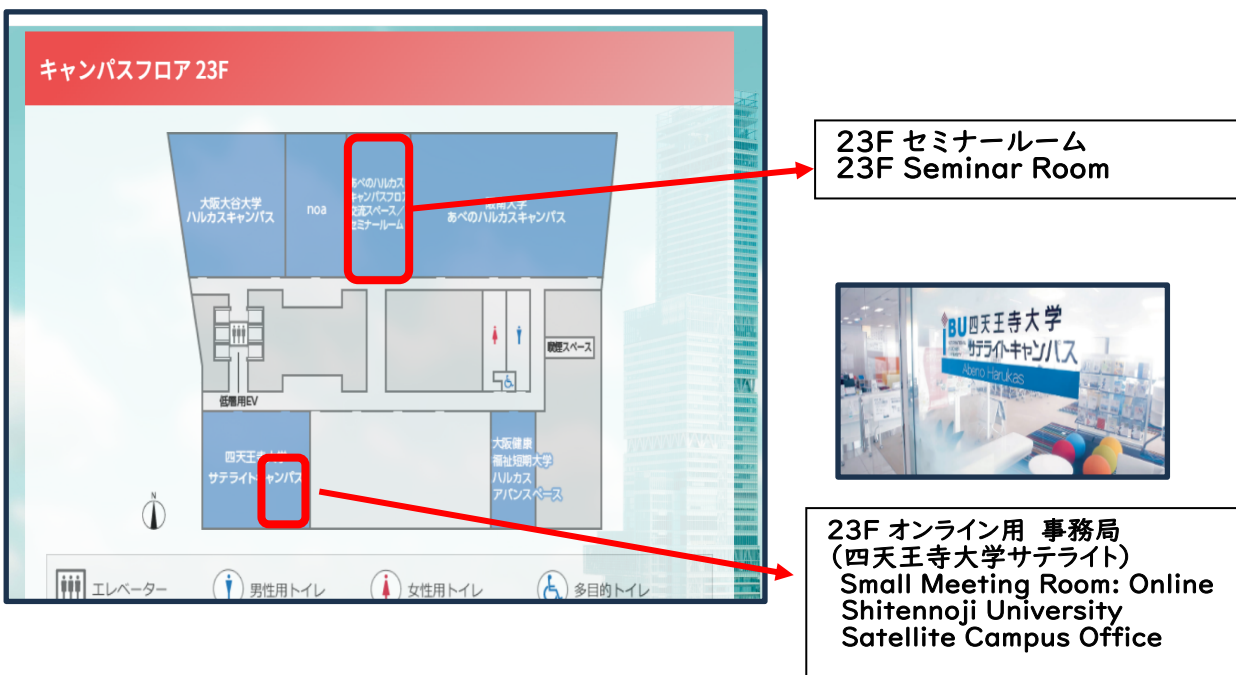 キャンパスフロア 23F
大阪大谷大学
ハルカスキャンパス
noa
あべのハルカス
キャンパスフロア
交流スペース／
セミナールーム
阪南大学
あべのハルカスキャンパス
喫煙スペース
低層用EV
四天王寺大学
サテライトキャンパス
大阪健康
福祉短期大学
ハルカス
アバンスペース
N
エレベーター
男性用トイレ
女性用トイレ
多目的トイレ
23F セミナールーム
23F Seminar Room
IBU四天王寺大学
サテライトキャンパス
Abeno Harukas
23F オンライン用 事務局
(四天王寺大学サテライト)
Small Meeting Room: Online
Shitennoji University
Satellite Campus Office